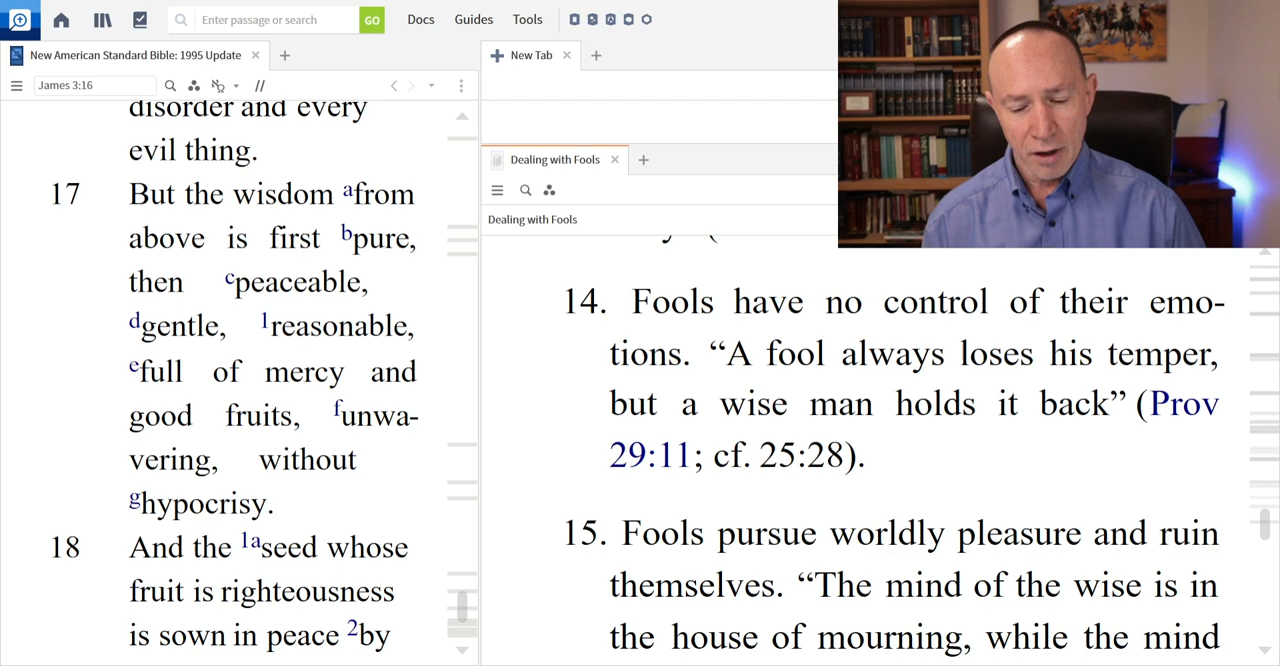 Enter passage or search
GO
Docs
Guides
Tools
New American Standard Bible: 1995 Update
James 3:16
disorder and every
evil thing.
17 But the wisdom afrom
above is first bpure,
then cpeaceable,
dgentle, 1reasonable,
efull of mercy and
good fruits, funwa-
vering, without
ghypocrisy.
18 And the 1aseed whose
fruit is righteousness
is sown in peace 2by
New Tab
Dealing with Fools
Dealing with Fools
14. Fools have no control of their emo-
tions. “A fool always loses his temper,
but a wise man holds it back” (Prov
29:11; cf. 25:28).
15. Fools pursue worldly pleasure and ruin
themselves. “The mind of the wise is in
the house of mourning, while the mind